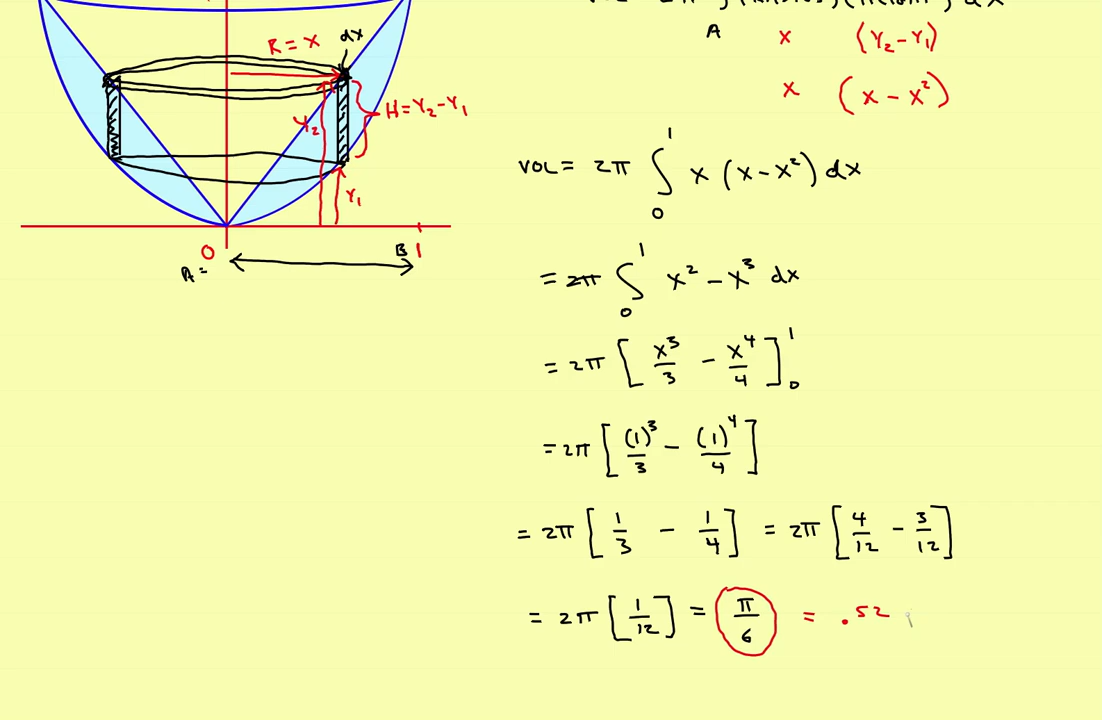 R = X
dx
H = Y₂ - Y₁
Y₂
Y₁
0
A =
B
1
A X (Y₂ - Y₁)
X (X - X²)
VOL = 2π ∫₀¹ X (X - X²) dx
= 2π ∫₀¹ X² - X³ dx
= 2π [X³/3 - X⁴/4]₀¹
= 2π [(1)³/3 - (1)⁴/4]
= 2π [1/3 - 1/4] = 2π [4/12 - 3/12]
= 2π [1/12] = π/6 = .52